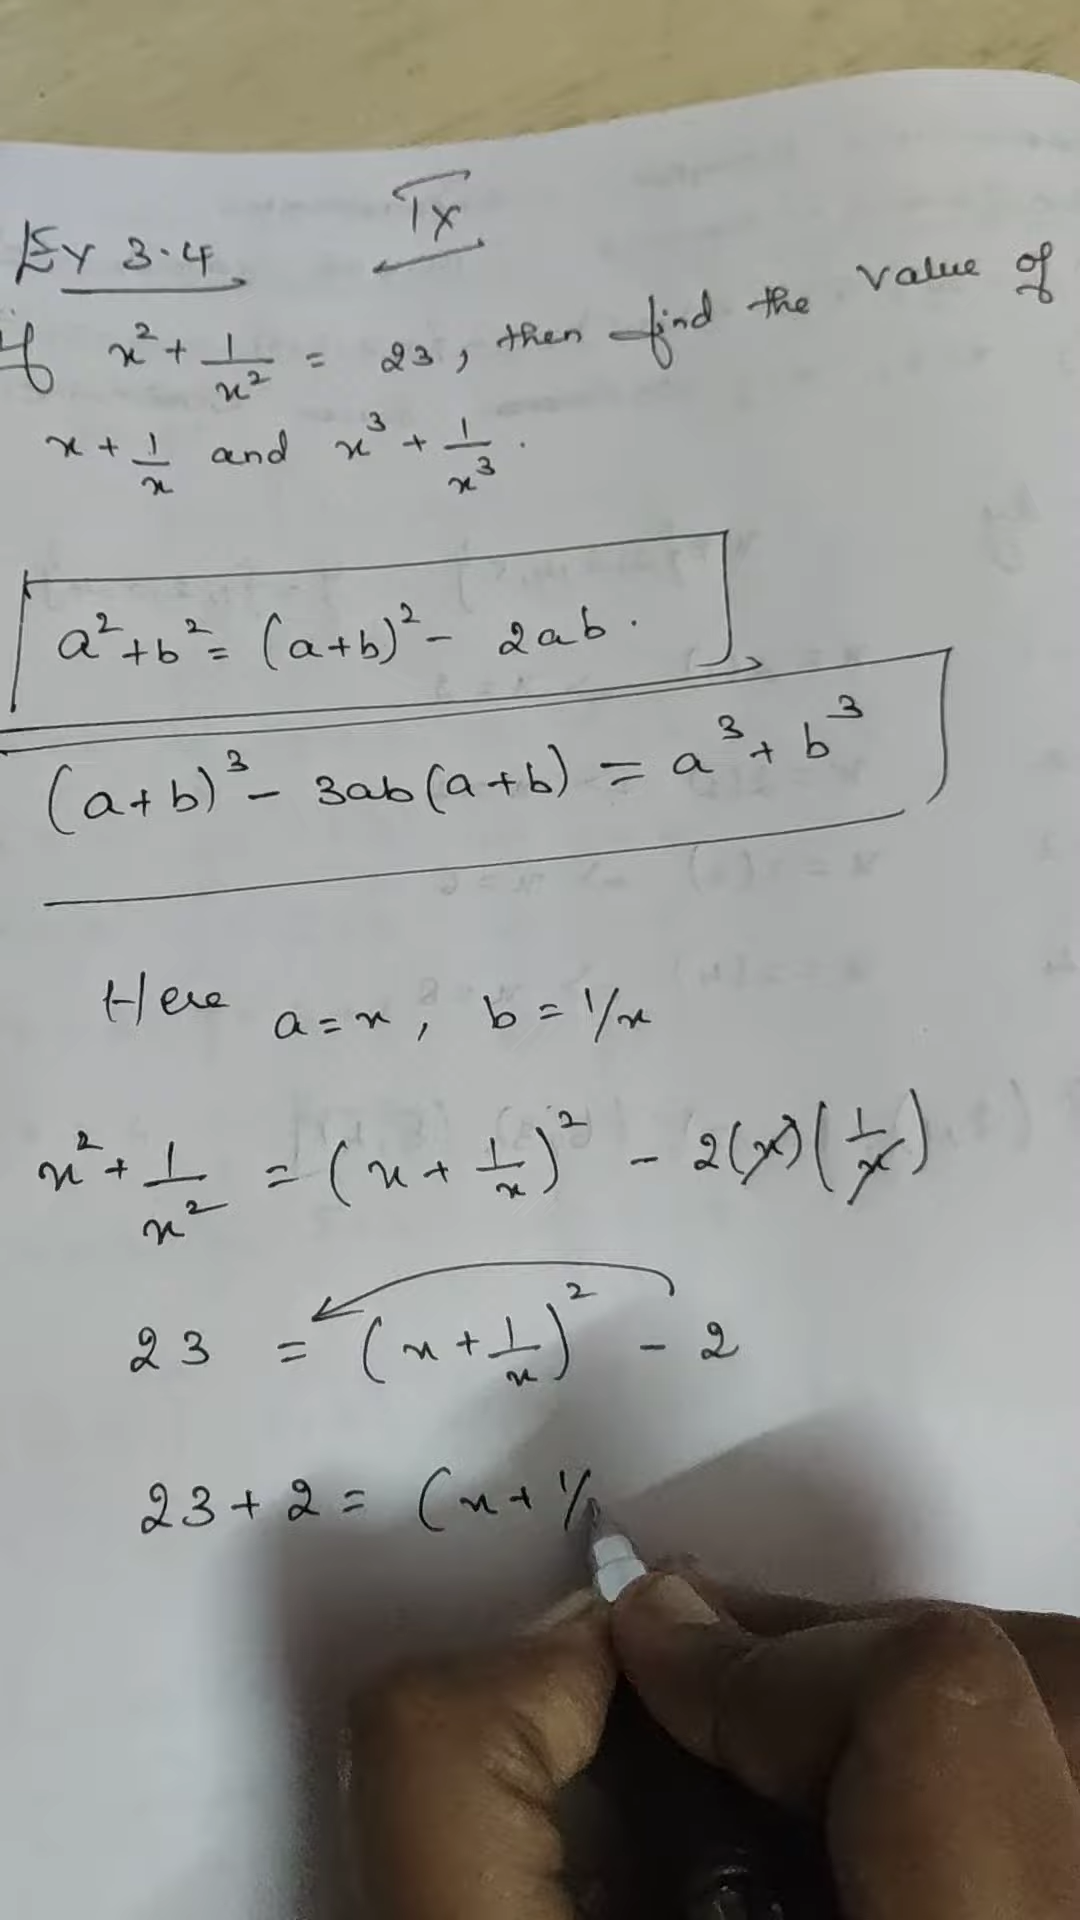 Tx
Ex 3.4
If x² + 1/x² = 23, then find the value of
x + 1/x and x³ + 1/x³.
a² + b² = (a+b)² - 2ab.
(a+b)³ - 3ab(a+b) = a³ + b³
Here a = x, b = 1/x
x² + 1/x² = (x + 1/x)² - 2(x)(1/x)
23 = (x + 1/x)² - 2
23 + 2 = (x + 1/